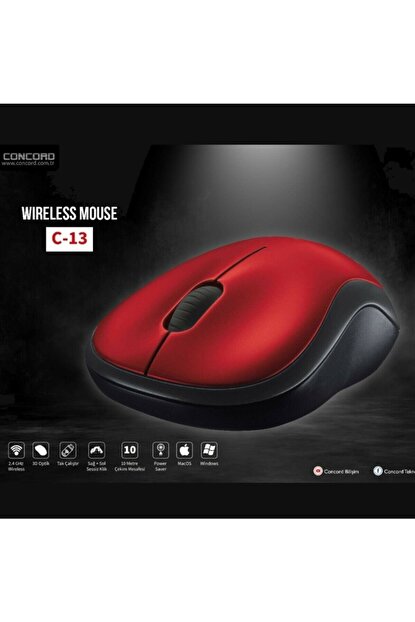 CONCORD
www.concord.com.tr
WIRELESS MOUSE
C-13
10
2.4 GHz
Wireless
3D Optik
Tak Çalıştır
Sağ + Sol
Sessiz Klik
10 Metre
Çekim Mesafesi
Power
Saver
MacOS
Windows
Concord Bilişim
Concord Tekno